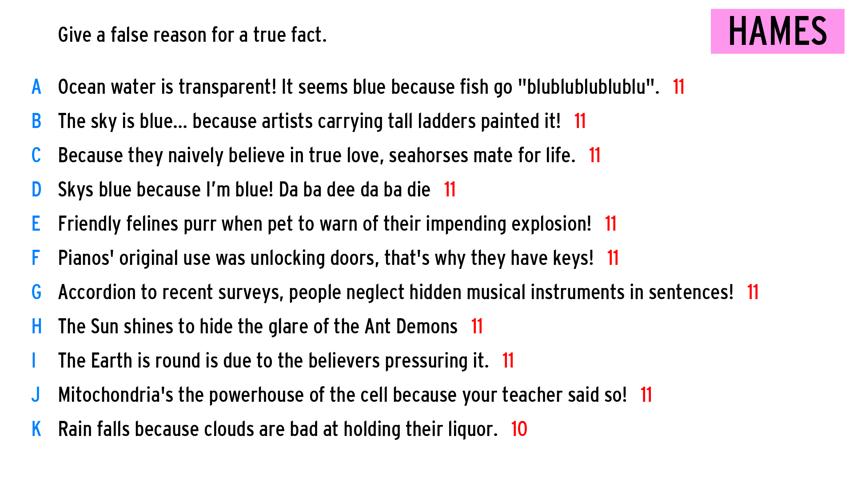 Give a false reason for a true fact.
HAMES
A Ocean water is transparent! It seems blue because fish go "blublublublublu". 11
B The sky is blue... because artists carrying tall ladders painted it! 11
C Because they naively believe in true love, seahorses mate for life. 11
D Skys blue because I'm blue! Da ba dee da ba die 11
E Friendly felines purr when pet to warn of their impending explosion! 11
F Pianos' original use was unlocking doors, that's why they have keys! 11
G Accordion to recent surveys, people neglect hidden musical instruments in sentences! 11
H The Sun shines to hide the glare of the Ant Demons 11
I The Earth is round is due to the believers pressuring it. 11
J Mitochondria's the powerhouse of the cell because your teacher said so! 11
K Rain falls because clouds are bad at holding their liquor. 10